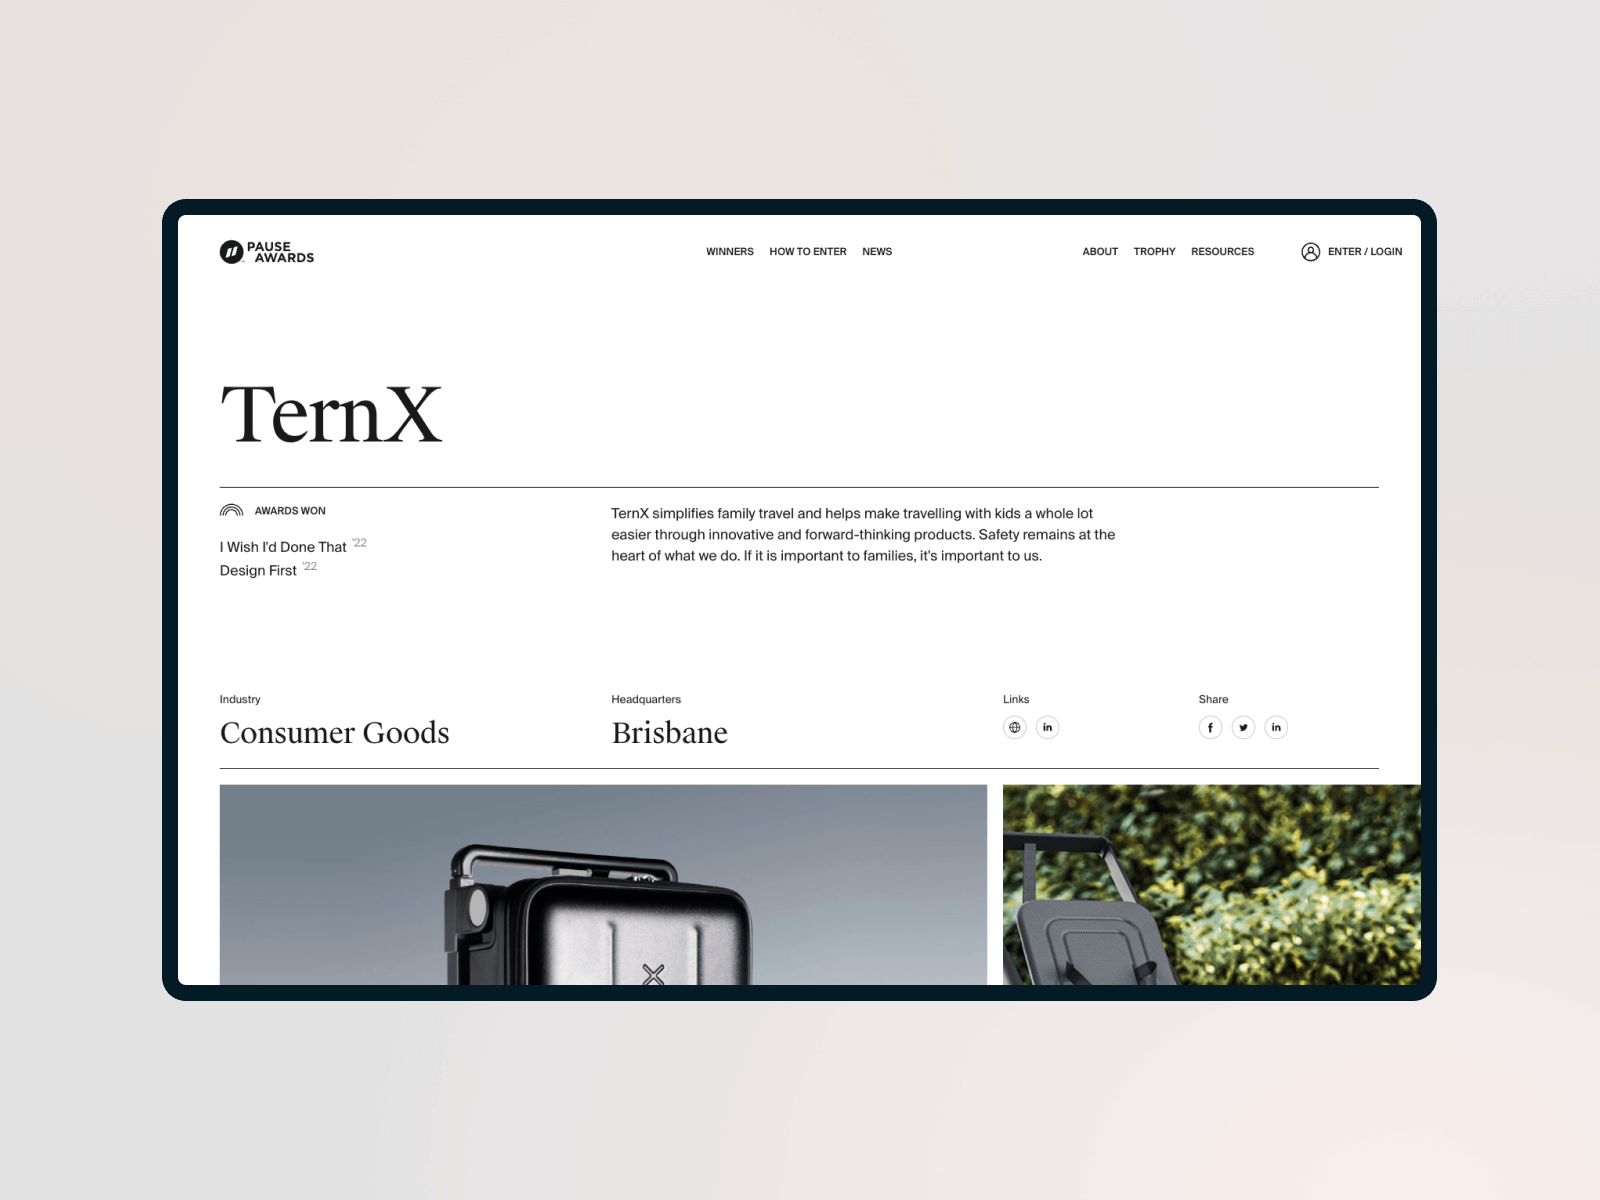 PAUSE
AWARDS
WINNERS HOW TO ENTER NEWS
ABOUT TROPHY RESOURCES
ENTER / LOGIN
TernX
AWARDS WON
I Wish I'd Done That '22
Design First '22
TernX simplifies family travel and helps make travelling with kids a whole lot
easier through innovative and forward-thinking products. Safety remains at the
heart of what we do. If it is important to families, it's important to us.
Industry
Consumer Goods
Headquarters
Brisbane
Links
in
Share
f
in